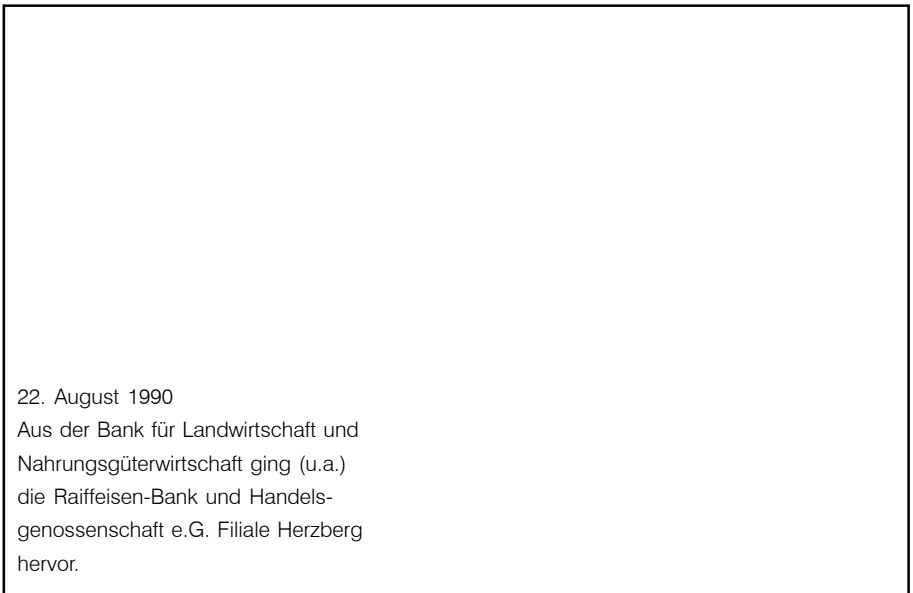 22. August 1990
Aus der Bank für Landwirtschaft und
Nahrungsgüterwirtschaft ging (u.a.)
die Raiffeisen-Bank und Handels-
genossenschaft e.G. Filiale Herzberg
hervor.